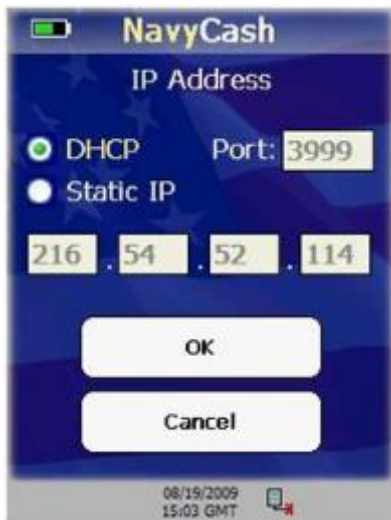 NavyCash
IP Address
DHCP Port: 3999
Static IP
216 . 54 . 52 . 114
OK
Cancel
08/19/2009
15:03 GMT